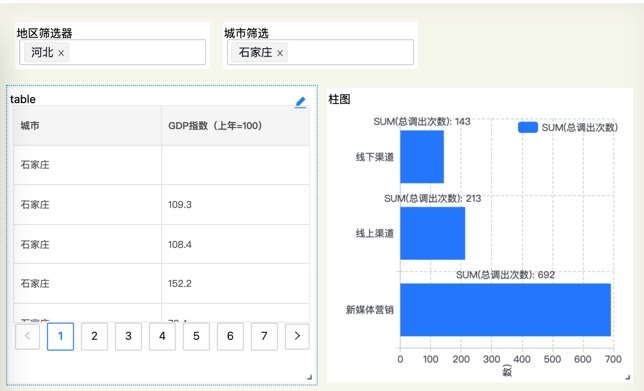 地区筛选器
河北 x
城市筛选
石家庄 x
table
城市 GDP指数（上年=100）
石家庄
石家庄 109.3
石家庄 108.4
石家庄 152.2
石家庄
< 1 2 3 4 5 6 7 >
柱图
SUM(总调出次数)
SUM(总调出次数): 143
线下渠道
SUM(总调出次数): 213
线上渠道
SUM(总调出次数): 692
新媒体营销
0 100 200 300 400 500 600 700
数)